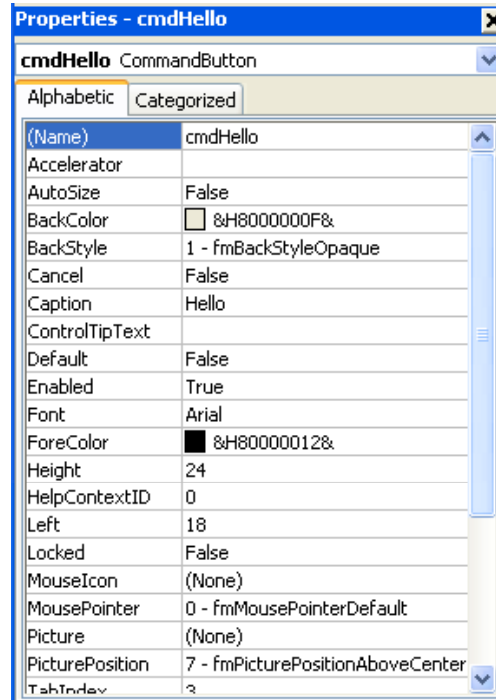 Properties - cmdHello
cmdHello CommandButton
Alphabetic Categorized
(Name) cmdHello
Accelerator
AutoSize False
BackColor &H8000000F&
BackStyle 1 - fmBackStyleOpaque
Cancel False
Caption Hello
ControlTipText
Default False
Enabled True
Font Arial
ForeColor &H80000012&
Height 24
HelpContextID 0
Left 18
Locked False
MouseIcon (None)
MousePointer 0 - fmMousePointerDefault
Picture (None)
PicturePosition 7 - fmPicturePositionAboveCenter
TabIndex 3